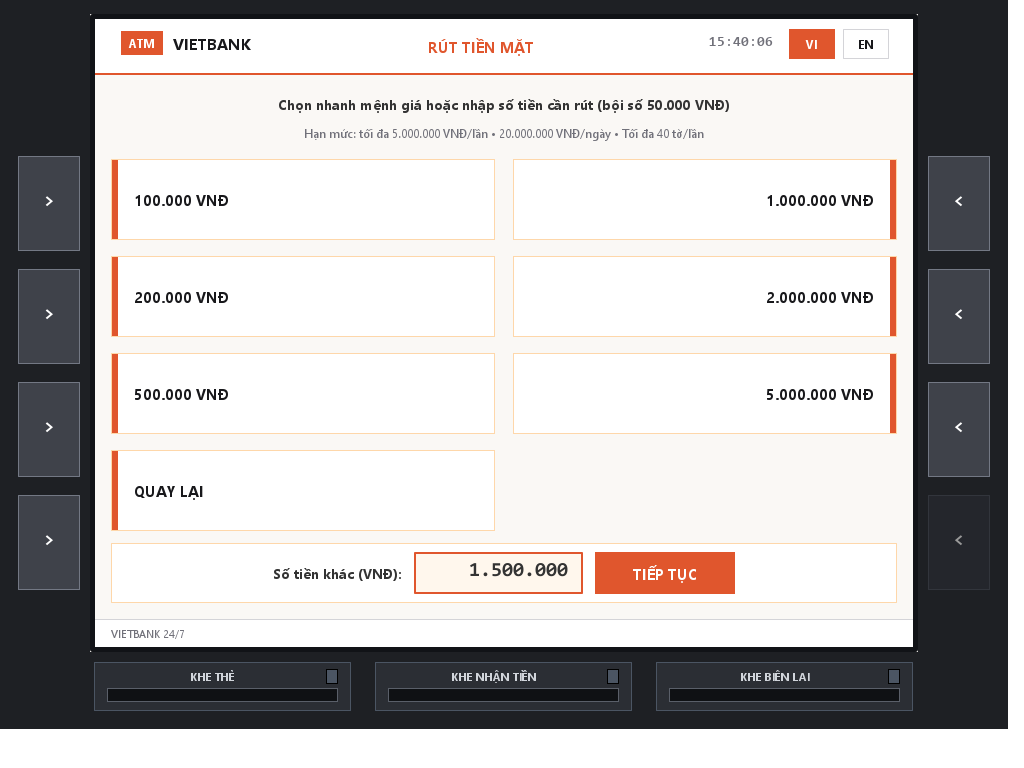 ATM VIETBANK
RÚT TIỀN MẶT
15:40:06
VI
EN
Chọn nhanh mệnh giá hoặc nhập số tiền cần rút (bội số 50.000 VNĐ)
Hạn mức: tối đa 5.000.000 VNĐ/lần • 20.000.000 VNĐ/ngày • Tối đa 40 tờ/lần
100.000 VNĐ
1.000.000 VNĐ
200.000 VNĐ
2.000.000 VNĐ
500.000 VNĐ
5.000.000 VNĐ
QUAY LẠI
Số tiền khác (VNĐ):
1.500.000
TIẾP TỤC
VIETBANK 24/7
KHE THẺ
KHE NHẬN TIỀN
KHE BIÊN LAI